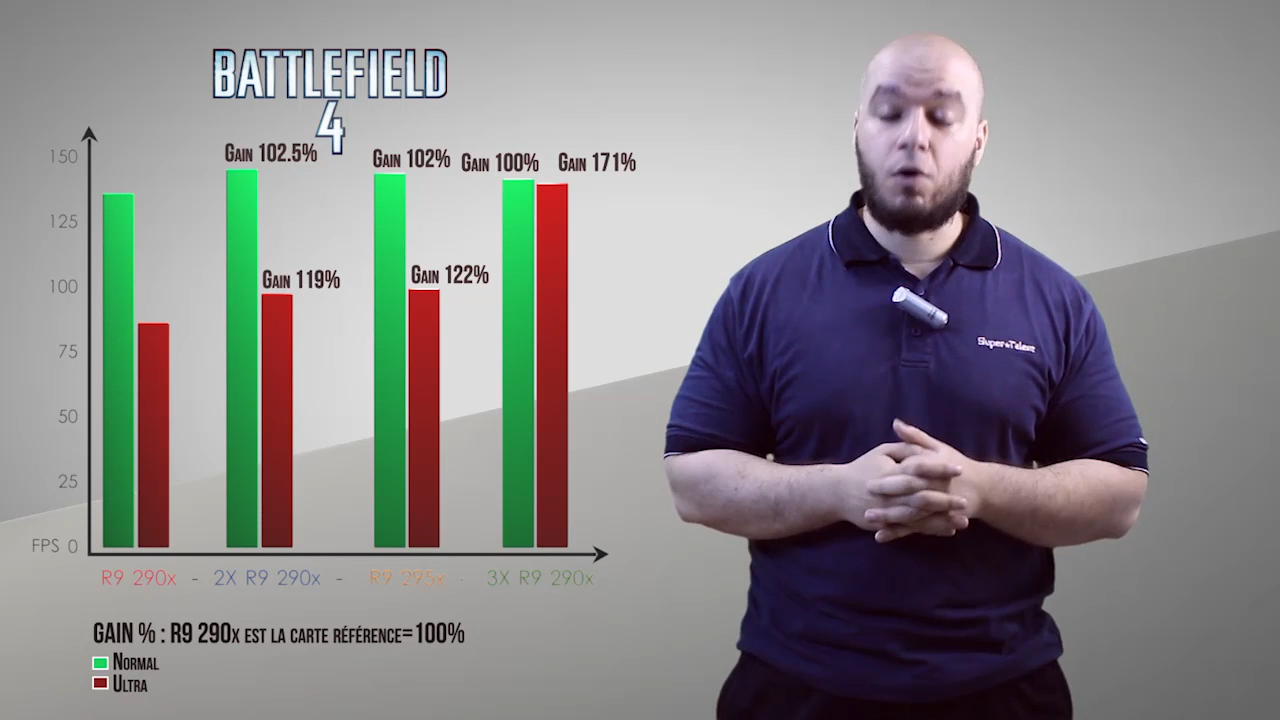 BATTLEFIELD
4
Gain 102.5%
Gain 102%
Gain 100%
Gain 171%
Gain 119%
Gain 122%
150
125
100
75
50
25
FPS 0
R9 290x - 2X R9 290x - R9 295x - 3X R9 290x
GAIN % : R9 290x EST LA CARTE RÉFÉRENCE=100%
Normal
Ultra
Super*Talent